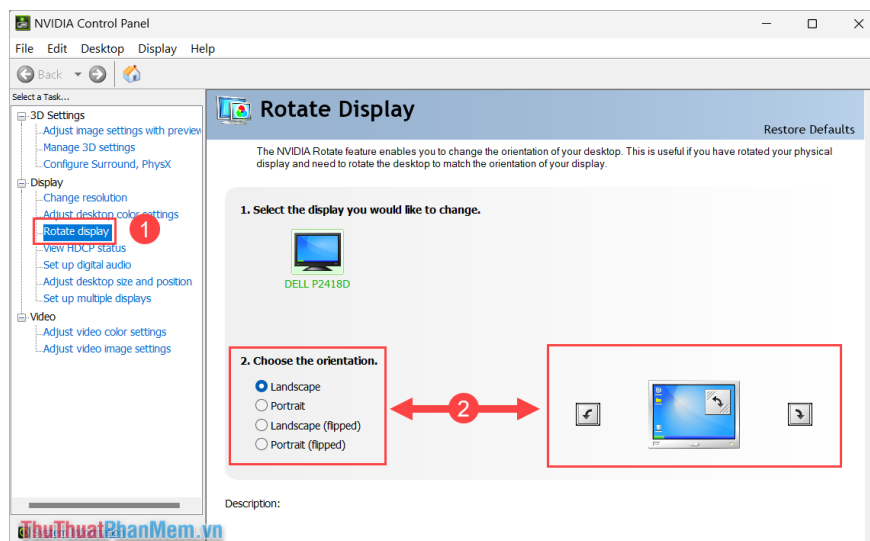 NVIDIA Control Panel
File Edit Desktop Display Help
Back
Select a Task...
3D Settings
Adjust image settings with preview
Manage 3D settings
Configure Surround, PhysX
Display
Change resolution
Adjust desktop color settings
Rotate display
1
View HDCP status
Set up digital audio
Adjust desktop size and position
Set up multiple displays
Video
Adjust video color settings
Adjust video image settings
Rotate Display
Restore Defaults
The NVIDIA Rotate feature enables you to change the orientation of your desktop. This is useful if you have rotated your physical
display and need to rotate the desktop to match the orientation of your display.
1. Select the display you would like to change.
DELL P2418D
2. Choose the orientation.
Landscape
Portrait
Landscape (flipped)
Portrait (flipped)
2
Description:
ThuThuatPhanMem.vn